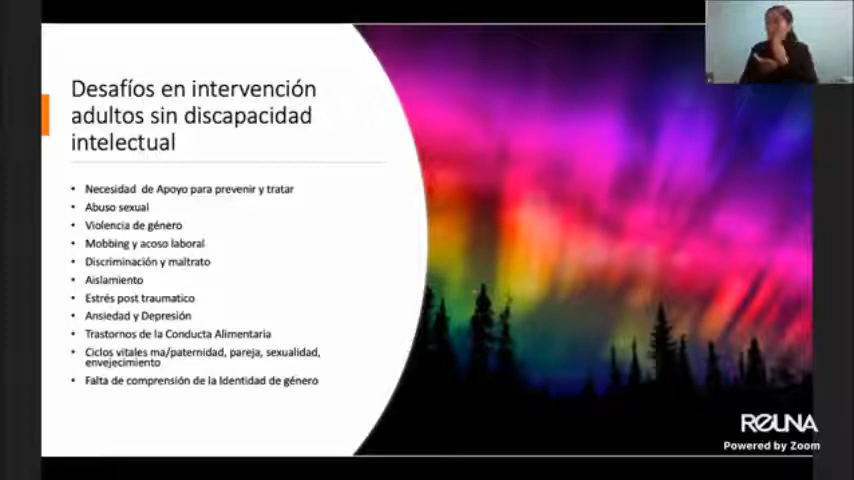 Desafíos en intervención
adultos sin discapacidad
intelectual
• Necesidad de Apoyo para prevenir y tratar
• Abuso sexual
• Violencia de género
• Mobbing y acoso laboral
• Discriminación y maltrato
• Aislamiento
• Estrés post traumatico
• Ansiedad y Depresión
• Trastornos de la Conducta Alimentaria
• Ciclos vitales ma/paternidad, pareja, sexualidad,
envejecimiento
• Falta de comprensión de la Identidad de género
REUNA
Powered by Zoom